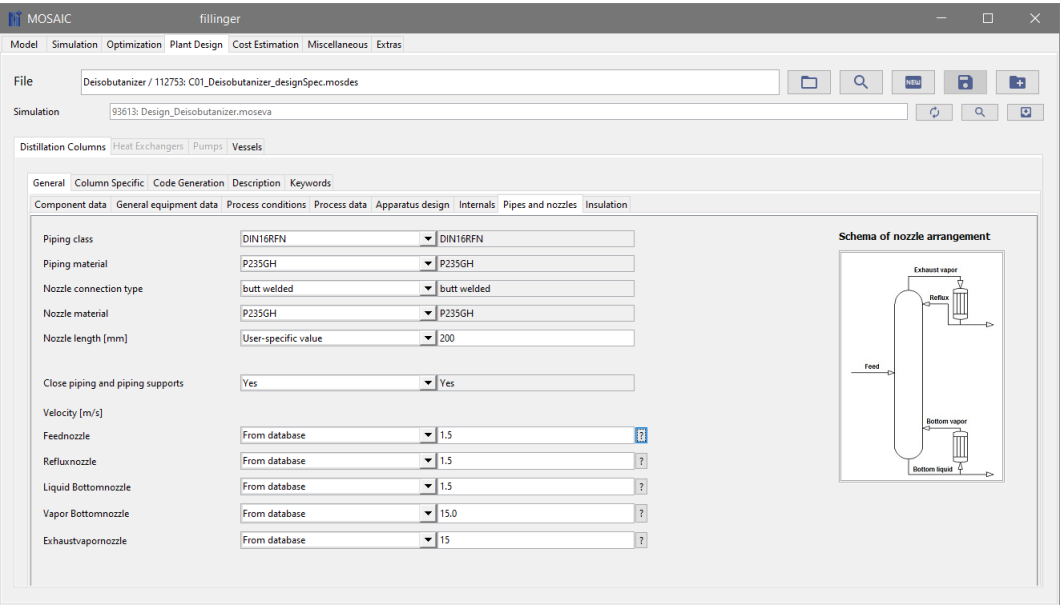 MOSAIC fillinger
Model Simulation Optimization Plant Design Cost Estimation Miscellaneous Extras
File Deisobutanizer / 112753: C01_Deisobutanizer_designSpec.mosdes NEW
Simulation 93613: Design_Deisobutanizer.moseva
Distillation Columns Heat Exchangers Pumps Vessels
General Column Specific Code Generation Description Keywords
Component data General equipment data Process conditions Process data Apparatus design Internals Pipes and nozzles Insulation
Piping class DIN16RFN DIN16RFN
Piping material P235GH P235GH
Nozzle connection type butt welded butt welded
Nozzle material P235GH P235GH
Nozzle length [mm] User-specific value 200
Close piping and piping supports Yes Yes
Velocity [m/s]
Feednozzle From database 1.5 ?
Refluxnozzle From database 1.5 ?
Liquid Bottomnozzle From database 1.5 ?
Vapor Bottomnozzle From database 15.0 ?
Exhaustvapornozzle From database 15 ?
Schema of nozzle arrangement
Exhaust vapor
Reflux
Feed
Bottom vapor
Bottom liquid